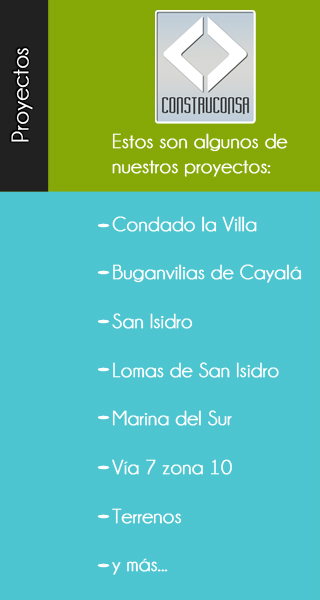 Proyectos
CONSTRUCONSA
Estos son algunos de
nuestros proyectos:
- Condado la Villa
- Buganvilias de Cayalá
- San Isidro
- Lomas de San Isidro
- Marina del Sur
- Vía 7 zona 10
- Terrenos
- y más...